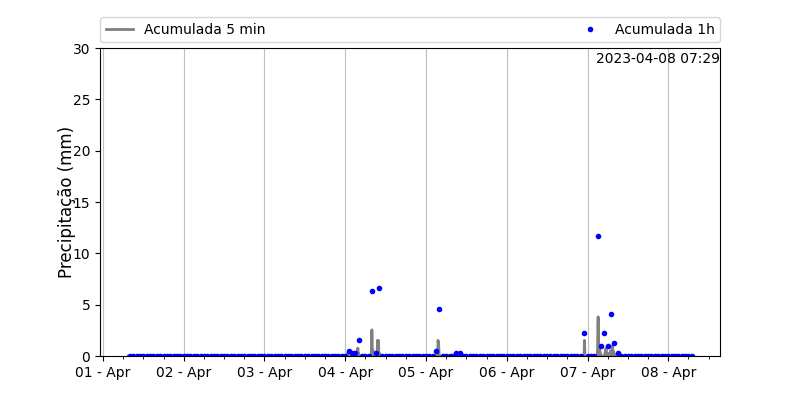 Acumulada 5 min
Acumulada 1h
2023-04-08 07:29
Precipitação (mm)
30
25
20
15
10
5
0
01 - Apr
02 - Apr
03 - Apr
04 - Apr
05 - Apr
06 - Apr
07 - Apr
08 - Apr